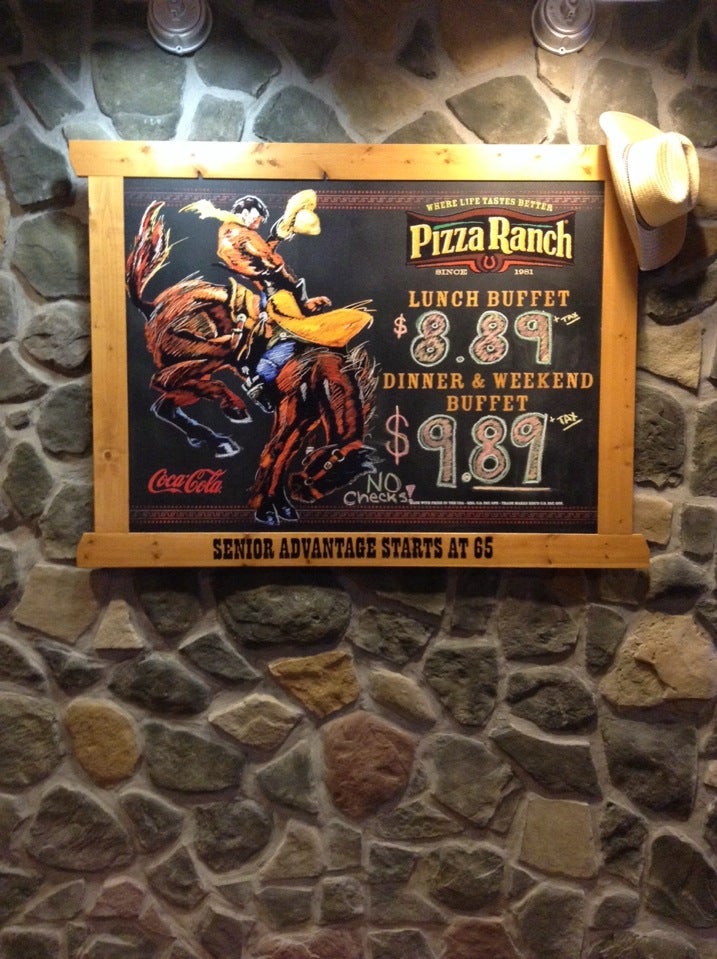 WHERE LIFE TASTES BETTER
Pizza Ranch
SINCE 1981
LUNCH BUFFET
$8.89 + TAX
DINNER & WEEKEND
BUFFET
$9.89 + TAX
Coca-Cola
NO
Checks!
SENIOR ADVANTAGE STARTS AT 65